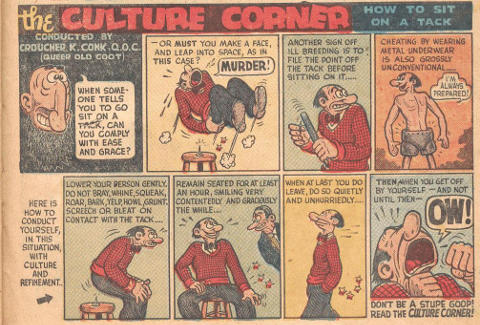 the CULTURE CORNER
HOW TO SIT
ON A TACK
CONDUCTED BY
CROUCHER K. CONK. Q.O.C.
(QUEER OLD COOT)
WHEN SOME-
ONE TELLS
YOU TO GO
SIT ON A
TACK, CAN
YOU COMPLY
WITH EASE
AND GRACE?
—OR MUST YOU MAKE A FACE,
AND LEAP INTO SPACE, AS IN
THIS CASE?
MURDER!
ANOTHER SIGN OFF
ILL BREEDING IS TO
FILE THE POINT OFF
THE TACK BEFORE
SITTING ON IT.....
CHEATING BY WEARING
METAL UNDERWEAR
IS ALSO GROSSLY
UNCONVENTIONAL—
I'M
ALWAYS
PREPARED!
HERE IS
HOW TO
CONDUCT
YOURSELF,
IN THIS
SITUATION,
WITH
CULTURE
AND
REFINEMENT..
LOWER YOUR PERSON GENTLY.
DO NOT BRAY, WHINE, SQUEAK,
ROAR, BARK, YELP, HOWL, GRUNT,
SCREECH OR BLEAT ON
CONTACT WITH THE TACK....
REMAIN SEATED FOR AT LEAST
AN HOUR, SMILING VERY
CONTENTEDLY AND GRACIOUSLY
THE WHILE....
WHEN AT LAST YOU DO
LEAVE, DO SO QUIETLY
AND UNHURRIEDLY....
THEN, WHEN YOU GET OFF
BY YOURSELF — AND NOT
UNTIL THEN—
OW!
DON'T BE A STUPE GOOP!
READ THE CULTURE CORNER!